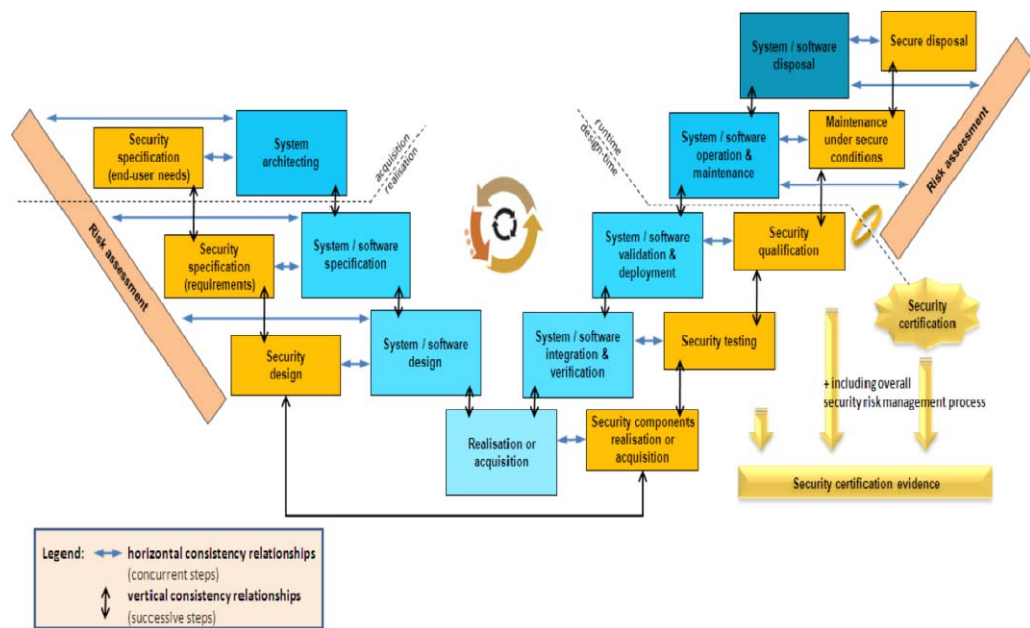 System / software
disposal
Secure disposal
Security
specification
(end-user needs)
System
architecting
acquisition
realisation
runtime
design-time
System / software
operation &
maintenance
Maintenance
under secure
conditions
Risk assessment
Risk assessment
Security
specification
(requirements)
System / software
specification
System / software
validation &
deployment
Security
qualification
Security
certification
Security
design
System / software
design
System / software
integration &
verification
Security testing
+ including overall
security risk management process
Realisation or
acquisition
Security components
realisation or
acquisition
Security certification evidence
Legend:
horizontal consistency relationships
(concurrent steps)
vertical consistency relationships
(successive steps)